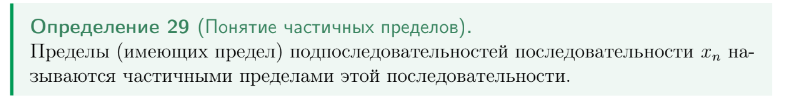 Определение 29 (Понятие частичных пределов).
Пределы (имеющих предел) подпоследовательностей последовательности xₙ на-
зываются частичными пределами этой последовательности.